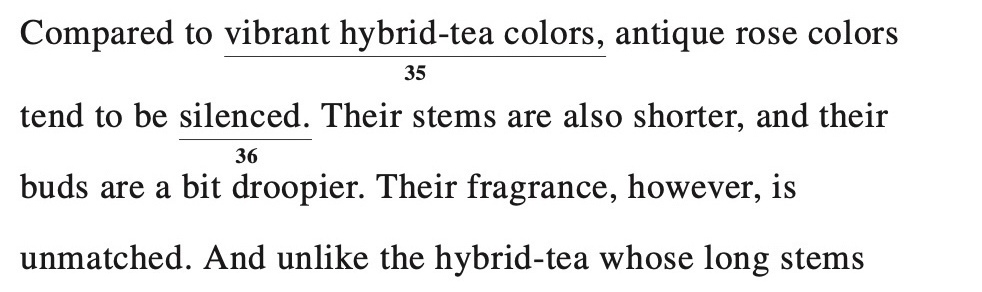 Compared to vibrant hybrid-tea colors, antique rose colors
35
tend to be silenced. Their stems are also shorter, and their
36
buds are a bit droopier. Their fragrance, however, is
unmatched. And unlike the hybrid-tea whose long stems